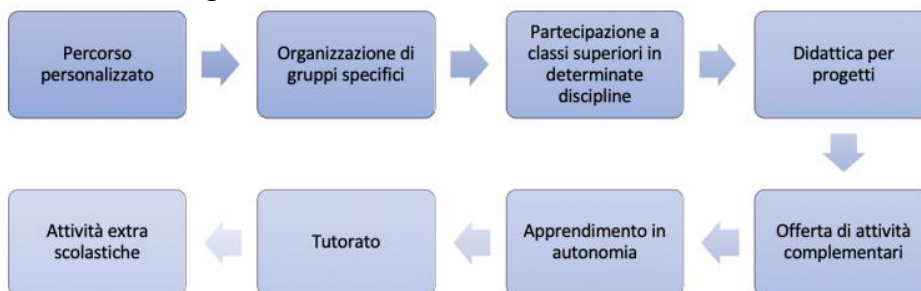 Percorso
personalizzato
Organizzazione di
gruppi specifici
Partecipazione a
classi superiori in
determinate
discipline
Didattica per
progetti
Offerta di attività
complementari
Apprendimento in
autonomia
Tutorato
Attività extra
scolastiche